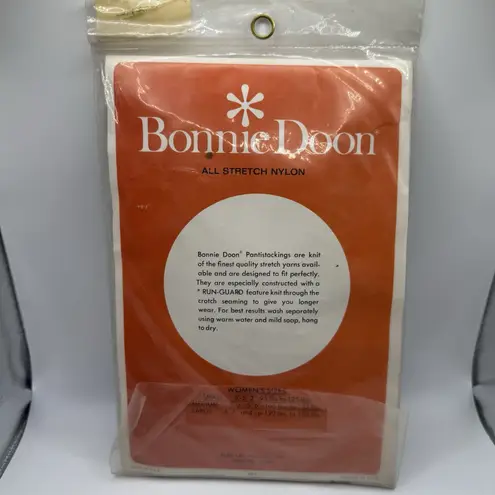 Bonnie Doon
ALL STRETCH NYLON
Bonnie Doon® Pantistockings are knit
of the finest quality stretch yarns avail-
able and are designed to fit perfectly.
They are especially constructed with a
* RUN-GUARD feature knit through the
crotch seaming to give you longer
wear. For best results wash separately
using warm water and mild soap, hang
to dry.
WOMEN'S SIZES